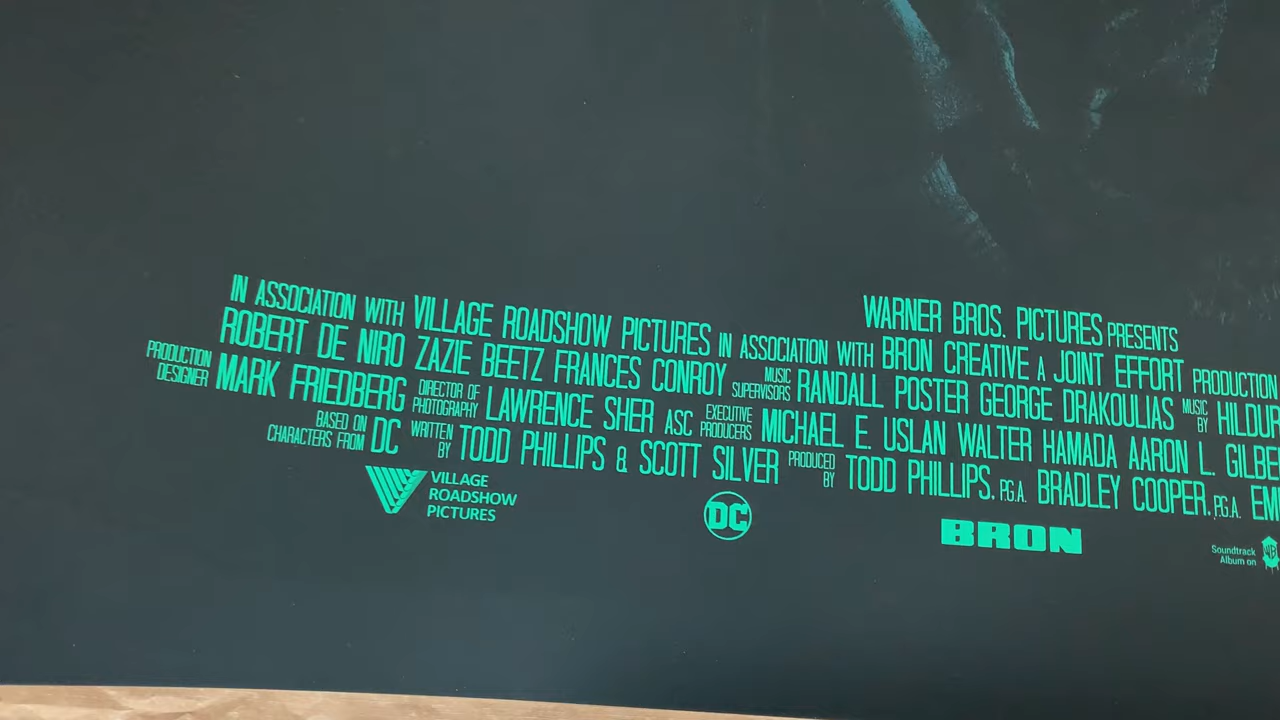 WARNER BROS. PICTURES PRESENTS
IN ASSOCIATION WITH VILLAGE ROADSHOW PICTURES IN ASSOCIATION WITH BRON CREATIVE A JOINT EFFORT PRODUCTION
ROBERT DE NIRO ZAZIE BEETZ FRANCES CONROY MUSIC SUPERVISORS RANDALL POSTER GEORGE DRAKOULIAS MUSIC BY HILDUR
PRODUCTION DESIGNER MARK FRIEDBERG DIRECTOR OF PHOTOGRAPHY LAWRENCE SHER ASC EXECUTIVE PRODUCERS MICHAEL E. USLAN WALTER HAMADA AARON L. GILBE
BASED ON CHARACTERS FROM DC WRITTEN BY TODD PHILLIPS & SCOTT SILVER PRODUCED BY TODD PHILLIPS, P.G.A. BRADLEY COOPER, P.G.A. EM
VILLAGE
ROADSHOW
PICTURES
DC
BRON
Soundtrack
Album on